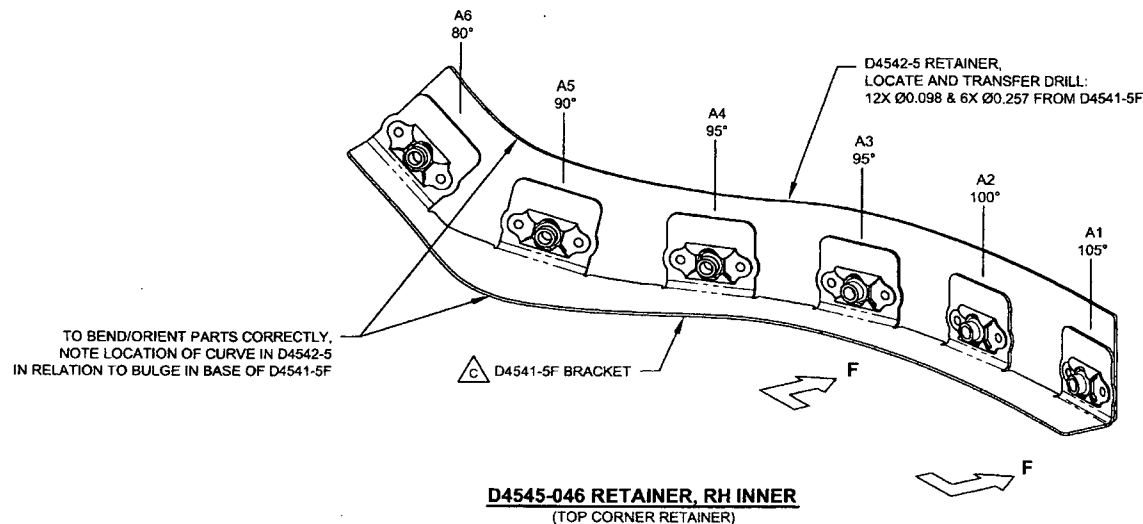 A6
80°
A5
90°
A4
95°
A3
95°
A2
100°
A1
105°
D4542-5 RETAINER,
LOCATE AND TRANSFER DRILL:
12X Ø0.098 & 6X Ø0.257 FROM D4541-5F
TO BEND/ORIENT PARTS CORRECTLY,
NOTE LOCATION OF CURVE IN D4542-5
IN RELATION TO BULGE IN BASE OF D4541-5F
C D4541-5F BRACKET
F
F
D4545-046 RETAINER, RH INNER
(TOP CORNER RETAINER)